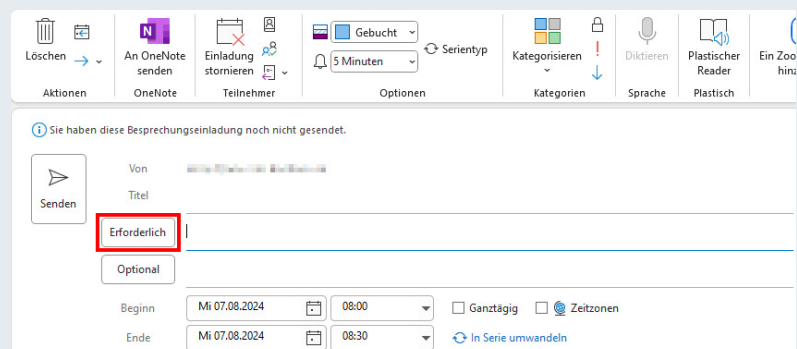 Löschen
An OneNote
senden
Einladung
stornieren
Gebucht
5 Minuten
Serientyp
Kategorisieren
Diktieren
Plastischer
Reader
Ein Zoo
hinz
Aktionen
OneNote
Teilnehmer
Optionen
Kategorien
Sprache
Plastisch
Sie haben diese Besprechungseinladung noch nicht gesendet.
Senden
Von
Titel
Erforderlich
Optional
Beginn Mi 07.08.2024 08:00 Ganztägig Zeitzonen
Ende Mi 07.08.2024 08:30 In Serie umwandeln